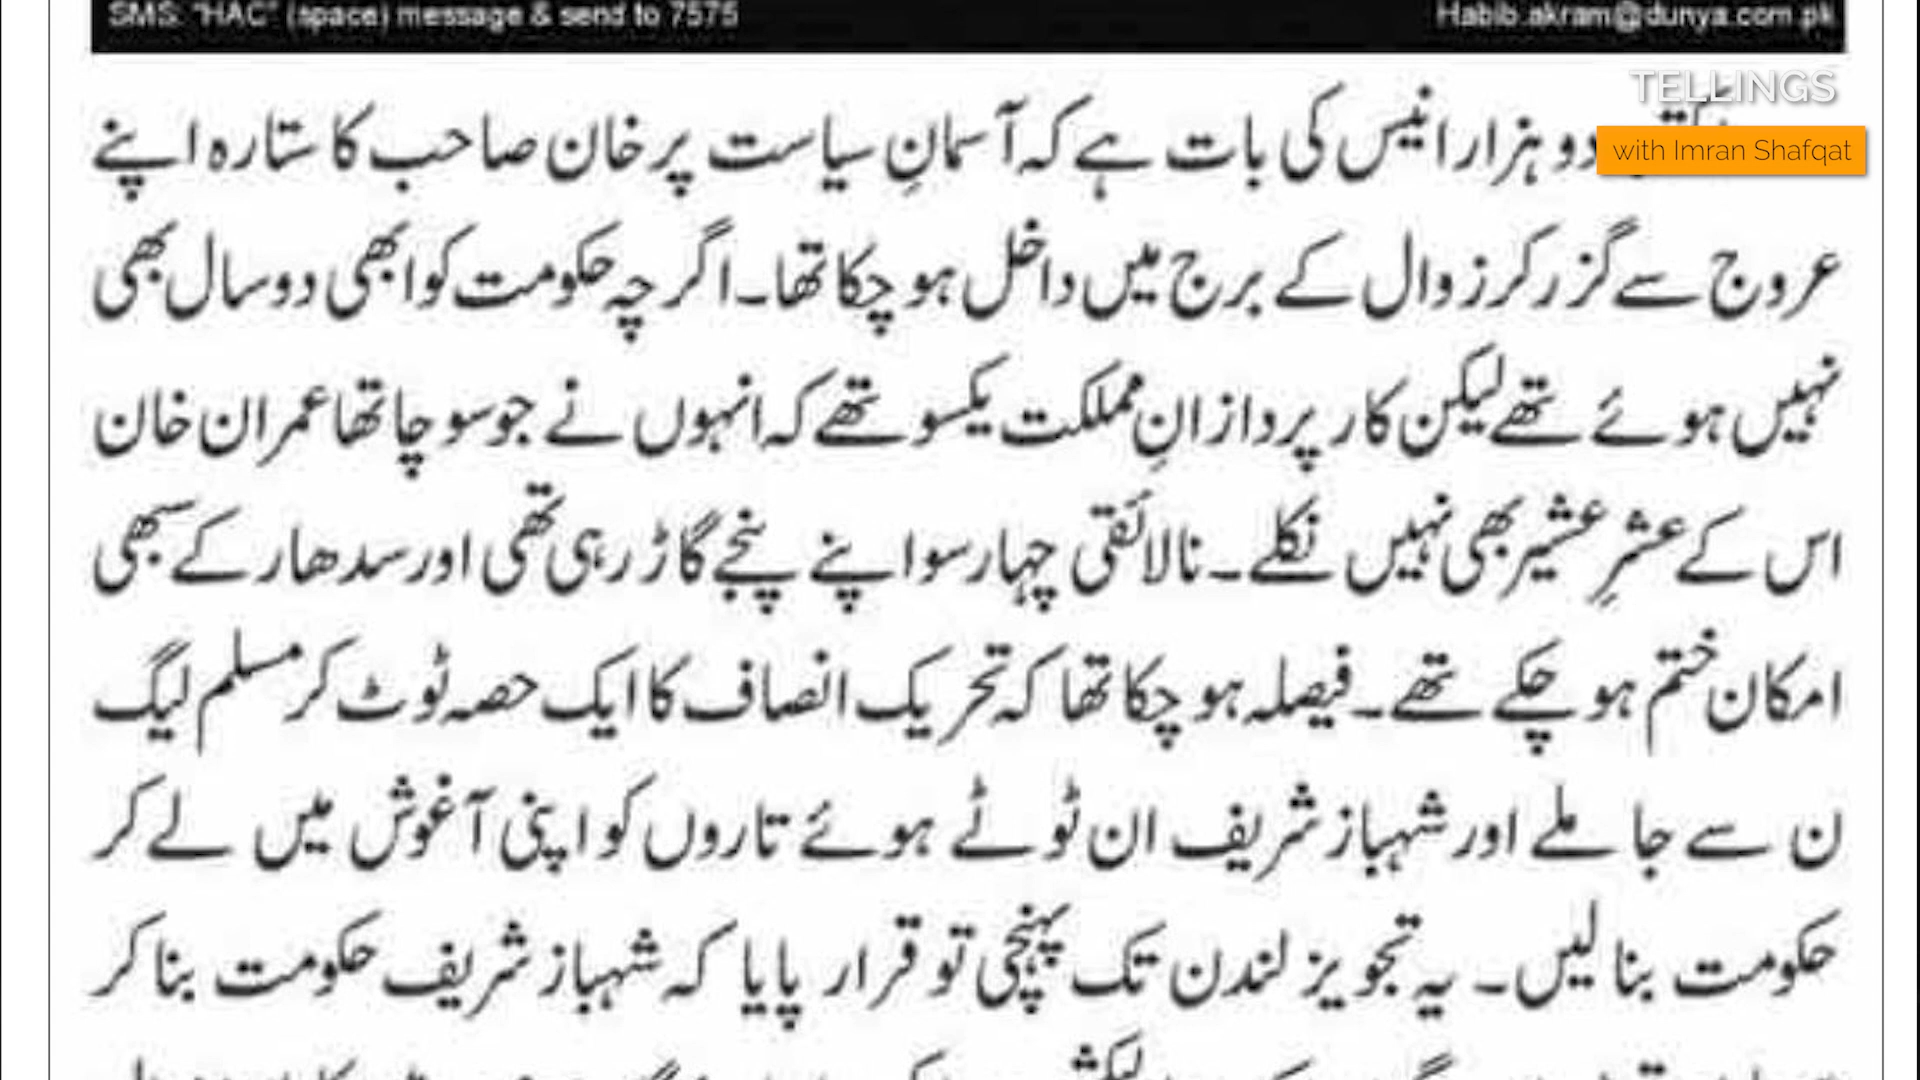 SMS: "HAC" (space) message & send to 7575
Habib.akram@dunya.com.pk
TELLINGS
with Imran Shafqat
دو ہزار انیس کی بات ہے کہ آسمانِ سیاست پر خان صاحب کا ستارہ اپنے
عروج سے گزر کر زوال کے برج میں داخل ہو چکا تھا۔ اگر چہ حکومت کو ابھی دو سال بھی
نہیں ہوئے تھے لیکن کار پردازانِ مملکت یکسو تھے کہ انہوں نے جو سوچا تھا عمران خان
اس کے عشرِ عشیر بھی نہیں نکلے۔ نالائقی چہار سو اپنے پنجے گاڑ رہی تھی اور سدھار کے سبھی
امکان ختم ہو چکے تھے۔ فیصلہ ہو چکا تھا کہ تحریک انصاف کا ایک حصہ ٹوٹ کر مسلم لیگ
ن سے جا ملے اور شہباز شریف ان ٹوٹے ہوئے تاروں کو اپنی آغوش میں لے کر
حکومت بنا لیں۔ یہ تجویز لندن تک پہنچی تو قرار پایا کہ شہباز شریف حکومت بنا کر